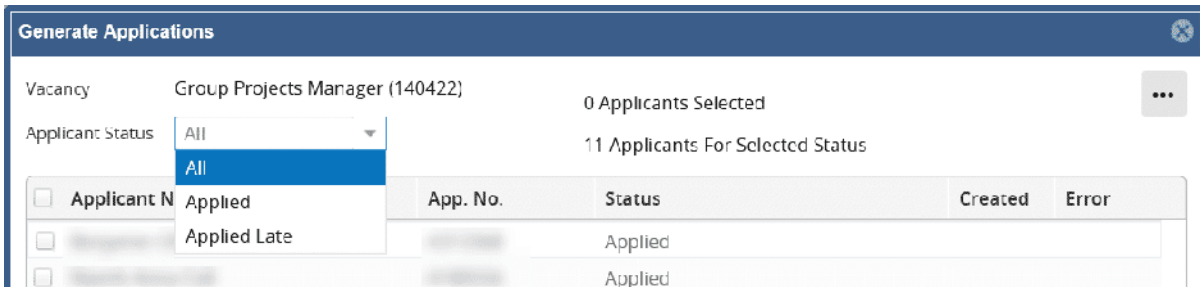 Generate Applications
Vacancy Group Projects Manager (140422)
0 Applicants Selected
Applicant Status All
11 Applicants For Selected Status
All
Applied
Applied Late
Applicant N App. No. Status Created Error
Applied
Applied